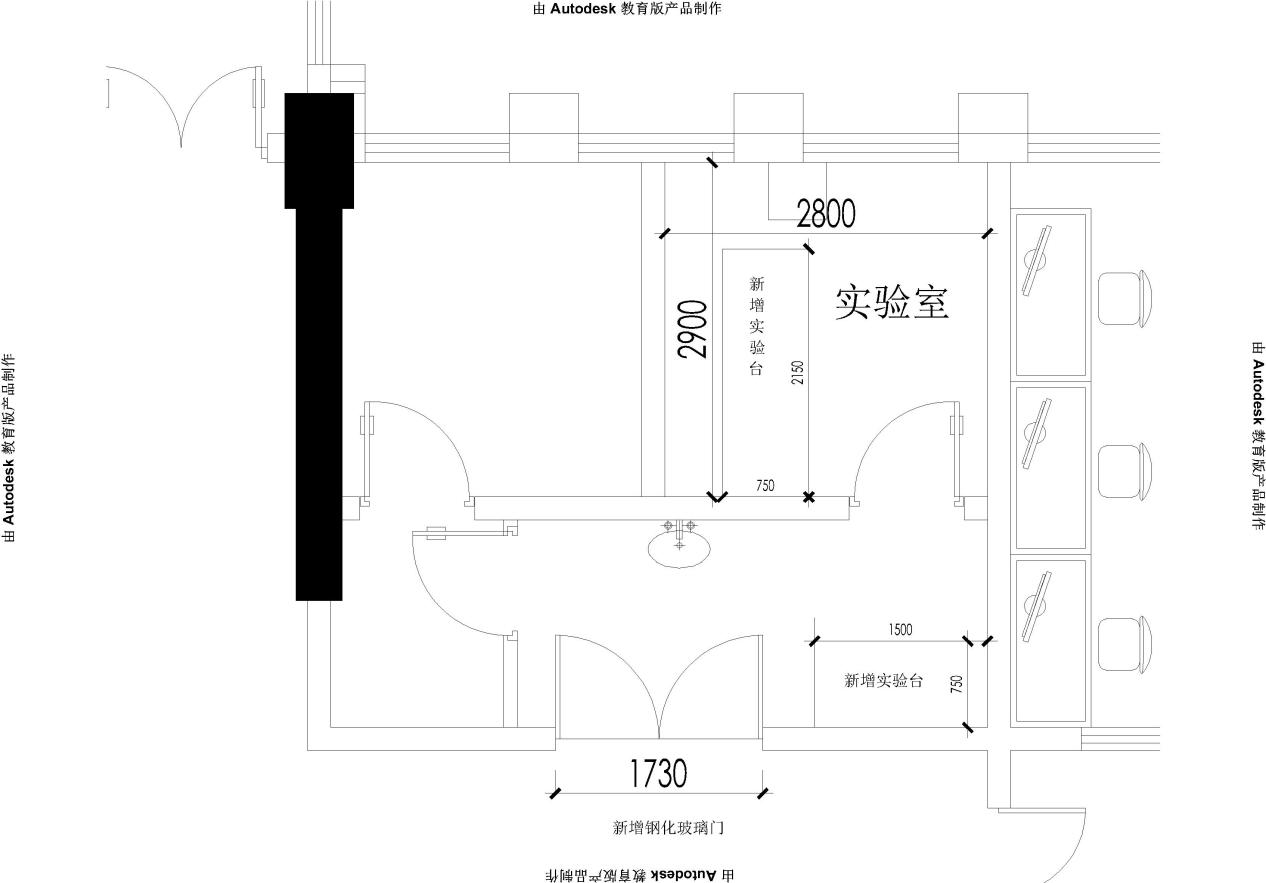 由 Autodesk 教育版产品制作
2800
新增实验台
实验室
2900
2150
750
由 Autodesk 教育版产品制作
由 Autodesk 教育版产品制作
1500
新增实验台
750
1730
新增钢化玻璃门
由 Autodesk 教育版产品制作